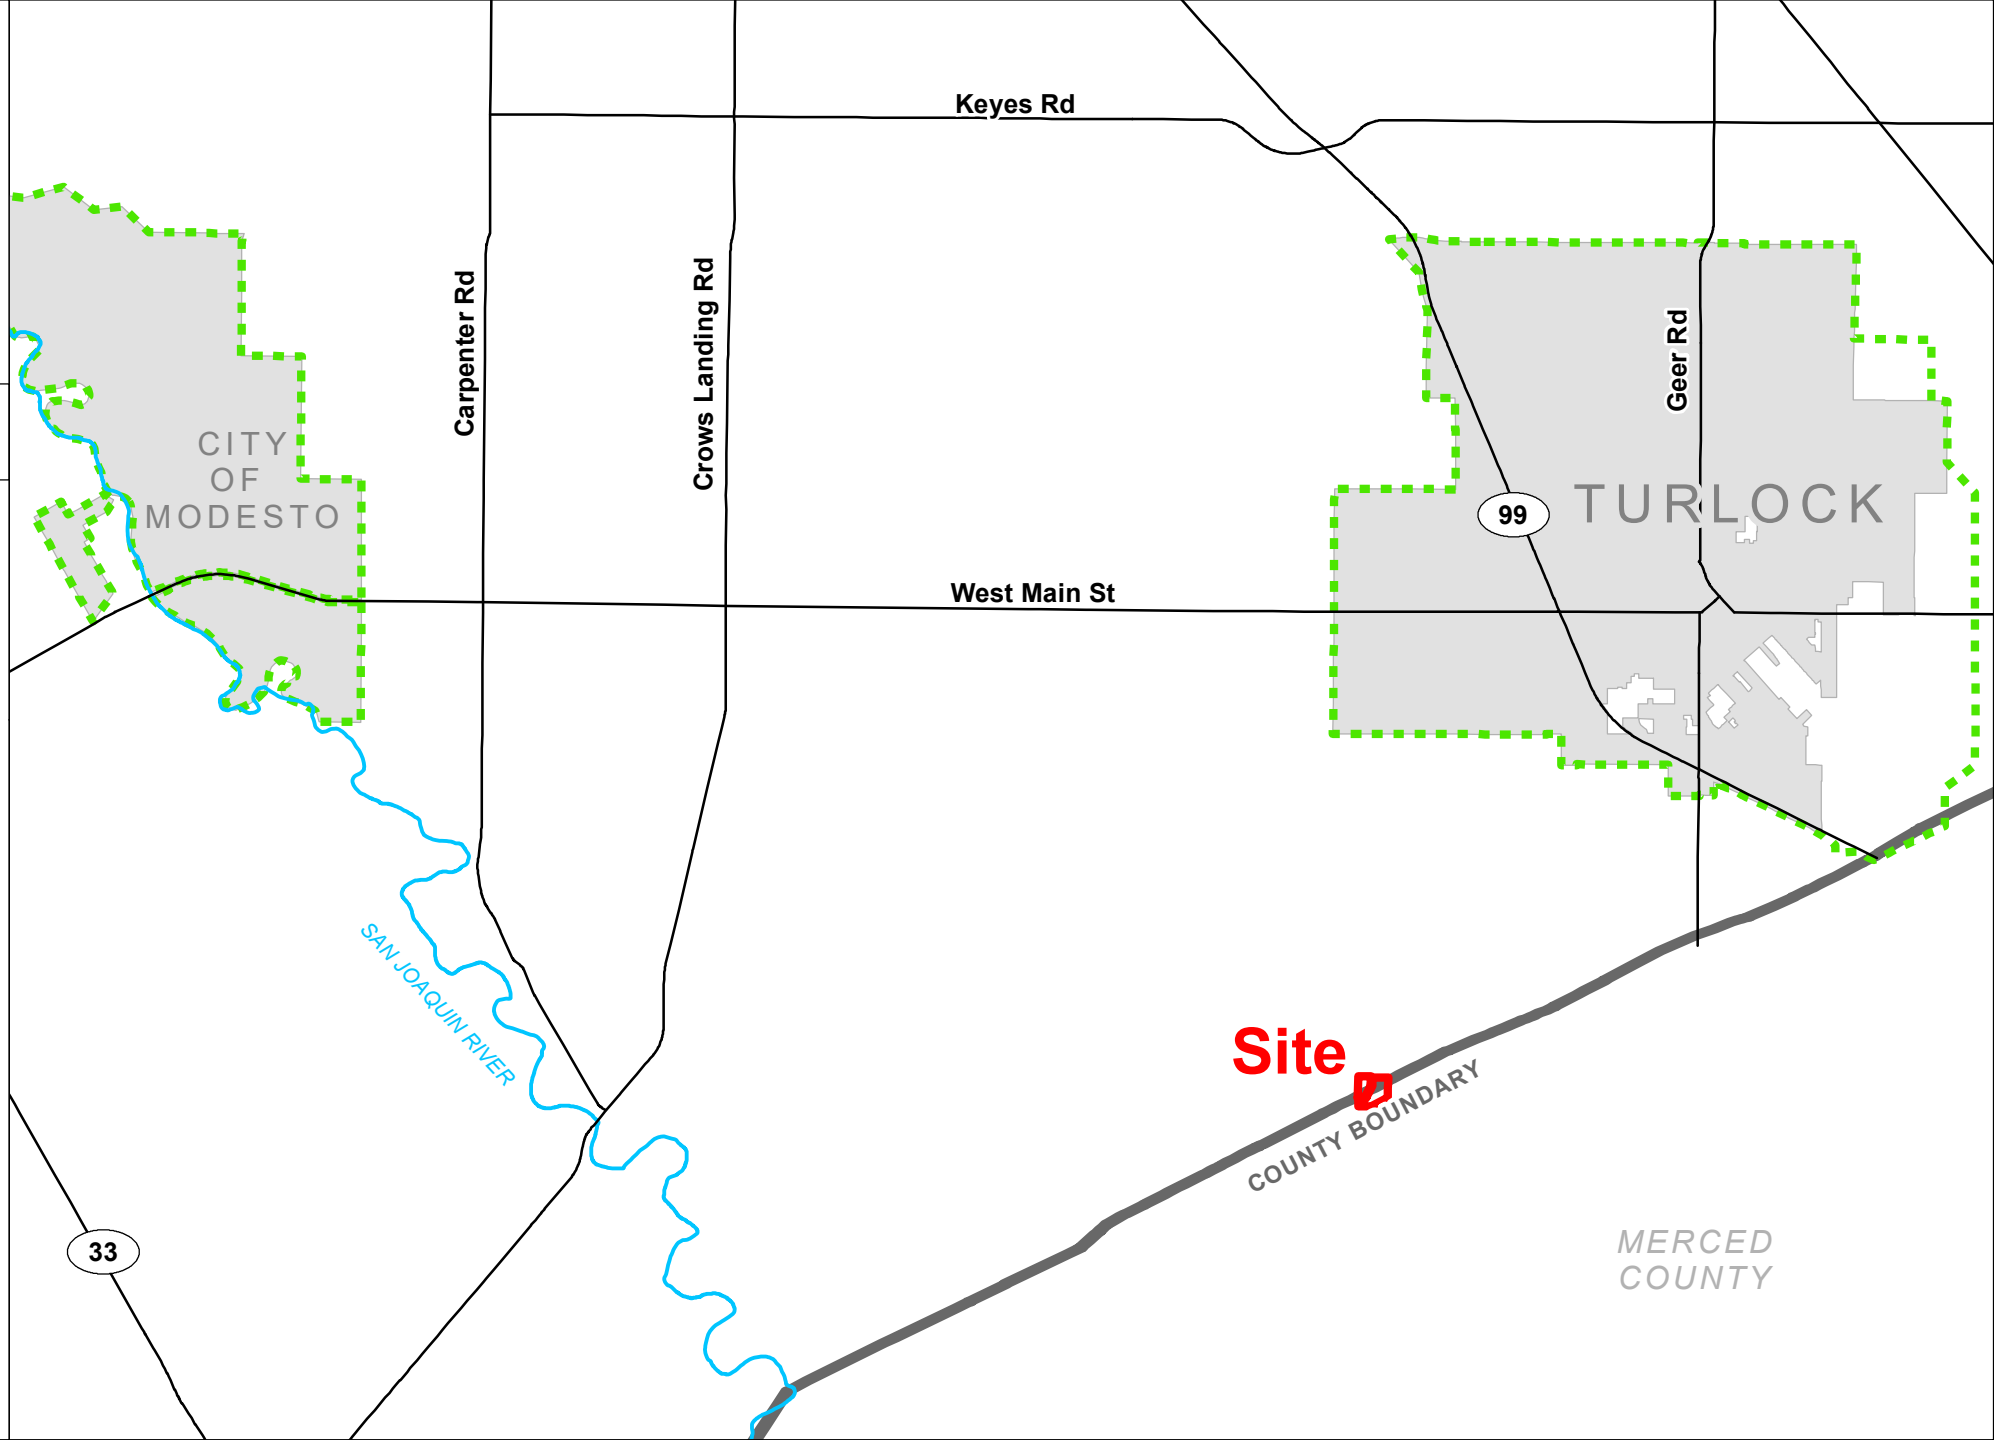 Keyes Rd
Carpenter Rd
Crows Landing Rd
Geer Rd
CITY
OF
MODESTO
TURLOCK
99
West Main St
SAN JOAQUIN RIVER
Site
COUNTY BOUNDARY
33
MERCED
COUNTY